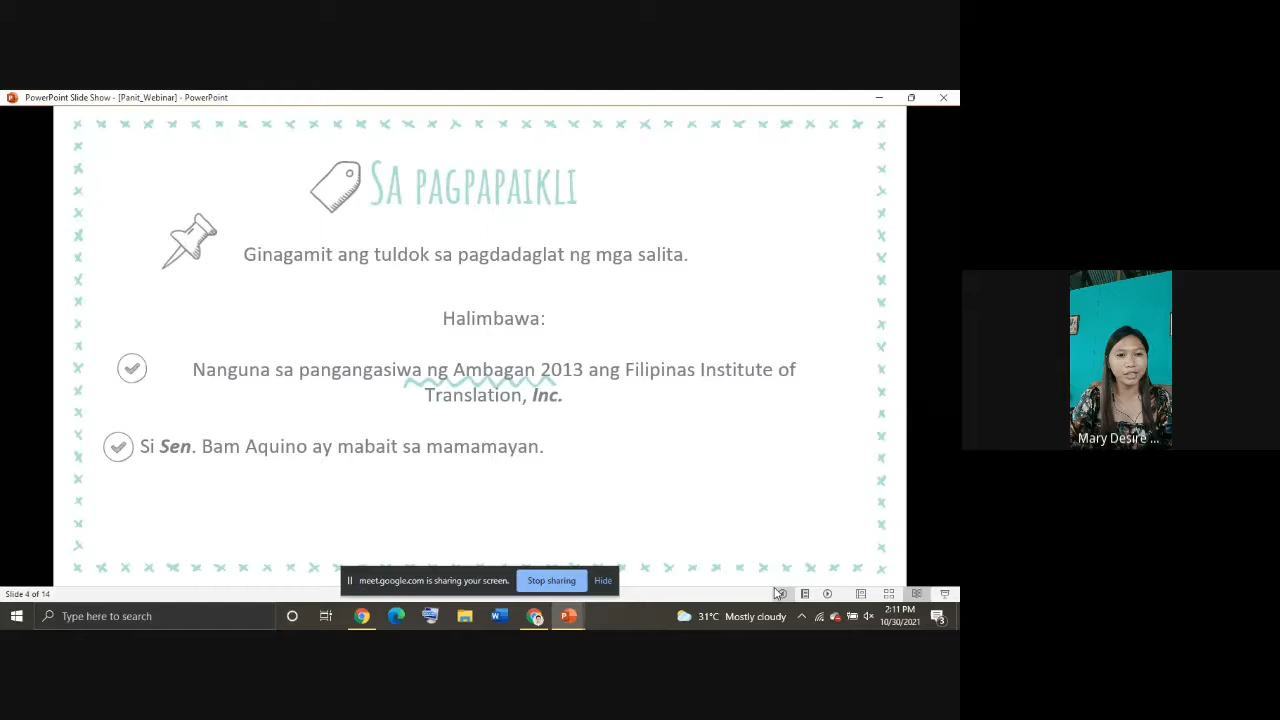 PowerPoint Slide Show - [Panit_Webinar] - PowerPoint
Sa pagpapaikli
Ginagamit ang tuldok sa pagdadaglat ng mga salita.
Halimbawa:
Nanguna sa pangangasiwa ng Ambagan 2013 ang Filipinas Institute of
Translation, Inc.
Si Sen. Bam Aquino ay mabait sa mamamayan.
Mary Desire ...
meet.google.com is sharing your screen.
Stop sharing
Hide
Slide 4 of 14
Type here to search
31°C Mostly cloudy
2:11 PM
10/30/2021
3